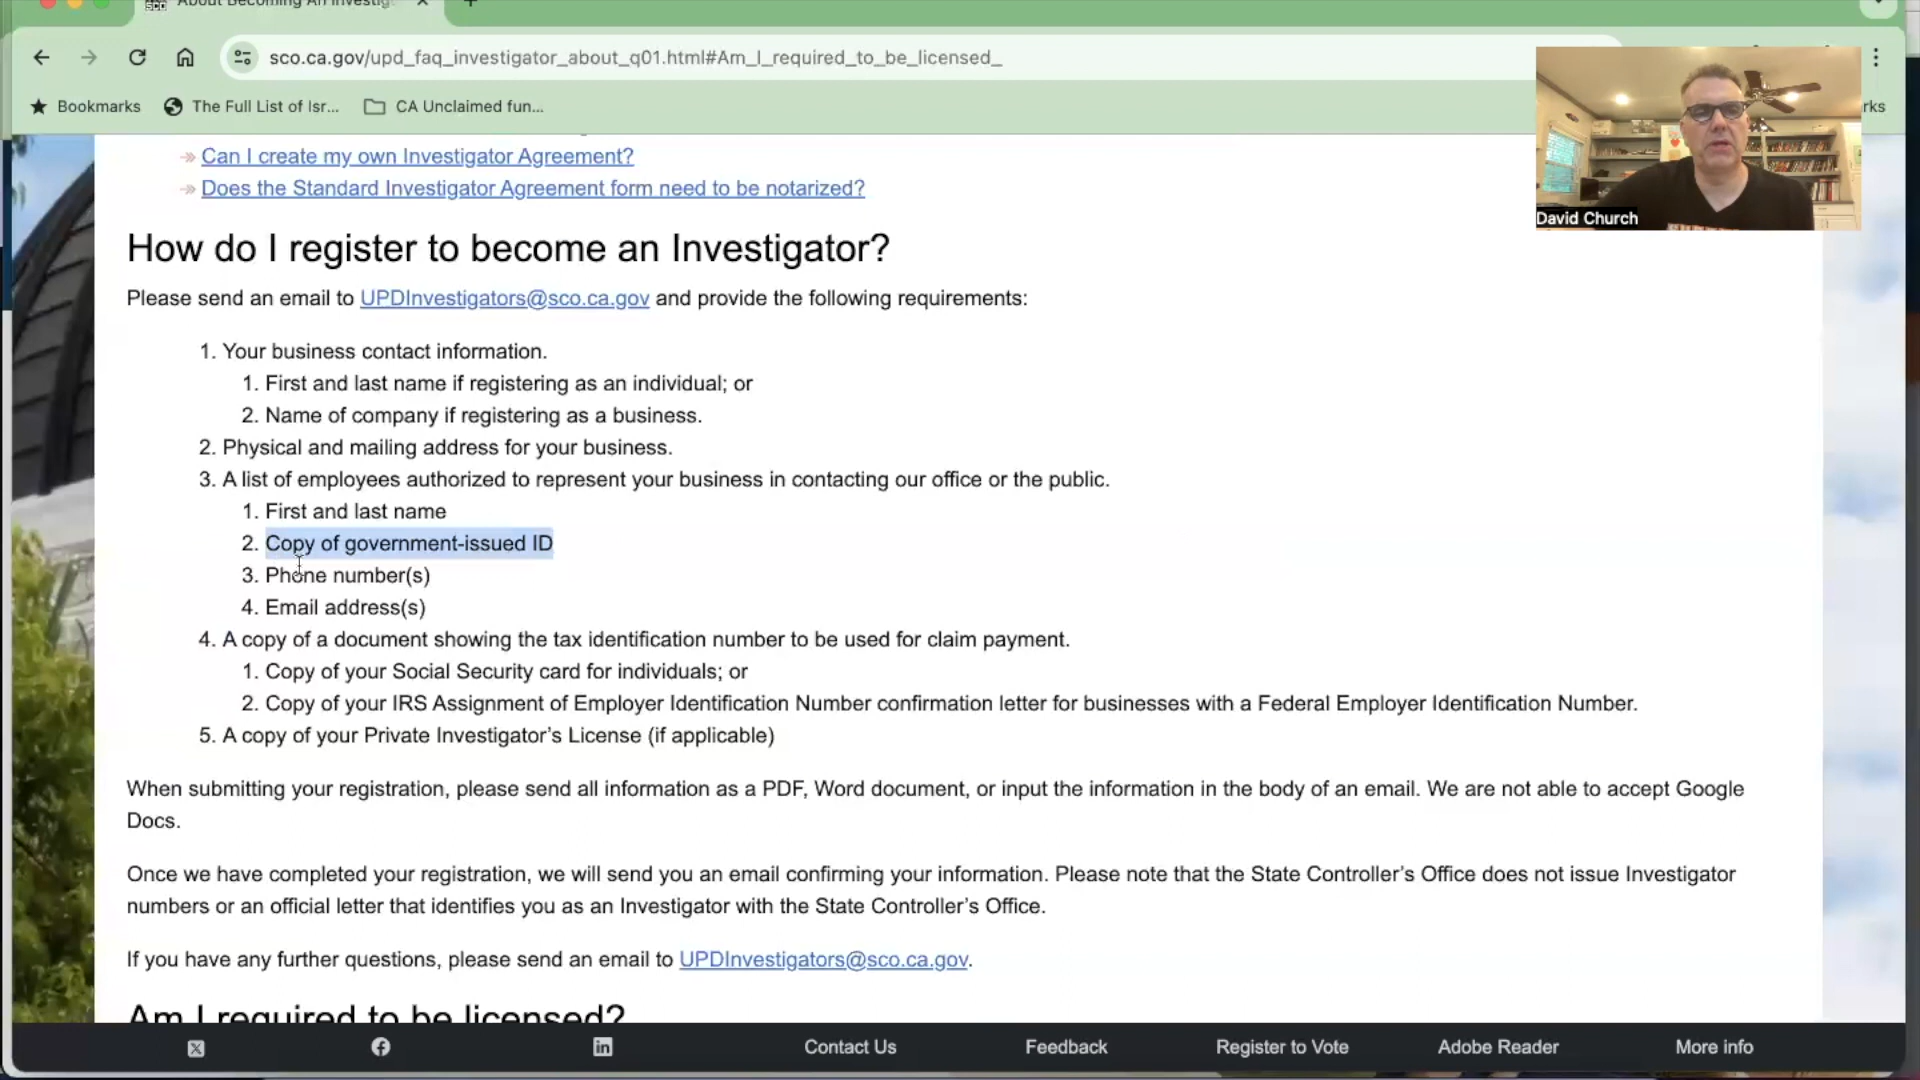 About Becoming An Investig
sco.ca.gov/upd_faq_investigator_about_q01.html#Am_I_required_to_be_licensed_
Bookmarks
The Full List of Isr...
CA Unclaimed fun...
rks
David Church
Can I create my own Investigator Agreement?
Does the Standard Investigator Agreement form need to be notarized?
How do I register to become an Investigator?
Please send an email to UPDInvestigators@sco.ca.gov and provide the following requirements:
1. Your business contact information.
1. First and last name if registering as an individual; or
2. Name of company if registering as a business.
2. Physical and mailing address for your business.
3. A list of employees authorized to represent your business in contacting our office or the public.
1. First and last name
2. Copy of government-issued ID
3. Phone number(s)
4. Email address(s)
4. A copy of a document showing the tax identification number to be used for claim payment.
1. Copy of your Social Security card for individuals; or
2. Copy of your IRS Assignment of Employer Identification Number confirmation letter for businesses with a Federal Employer Identification Number.
5. A copy of your Private Investigator’s License (if applicable)
When submitting your registration, please send all information as a PDF, Word document, or input the information in the body of an email. We are not able to accept Google
Docs.
Once we have completed your registration, we will send you an email confirming your information. Please note that the State Controller’s Office does not issue Investigator
numbers or an official letter that identifies you as an Investigator with the State Controller’s Office.
If you have any further questions, please send an email to UPDInvestigators@sco.ca.gov.
Am I required to be licensed?
Contact Us
Feedback
Register to Vote
Adobe Reader
More info